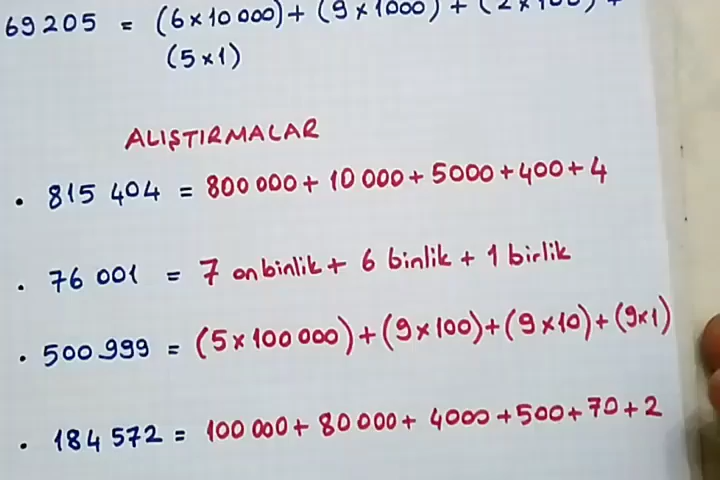 69 205 = (6 x 10 000) + (9 x 1000) + (2 x 100) +
(5 x 1)
ALIŞTIRMALAR
• 815 404 = 800 000 + 10 000 + 5000 + 400 + 4
• 76 001 = 7 onbinlik + 6 binlik + 1 birlik
• 500 999 = (5 x 100 000) + (9 x 100) + (9 x 10) + (9 x 1)
• 184 572 = 100 000 + 80 000 + 4000 + 500 + 70 + 2